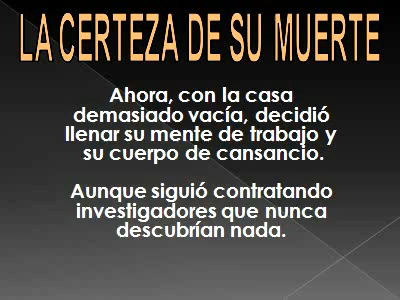 LA CERTEZA DE SU MUERTE
Ahora, con la casa
demasiado vacía, decidió
llenar su mente de trabajo y
su cuerpo de cansancio.
Aunque siguió contratando
investigadores que nunca
descubrían nada.